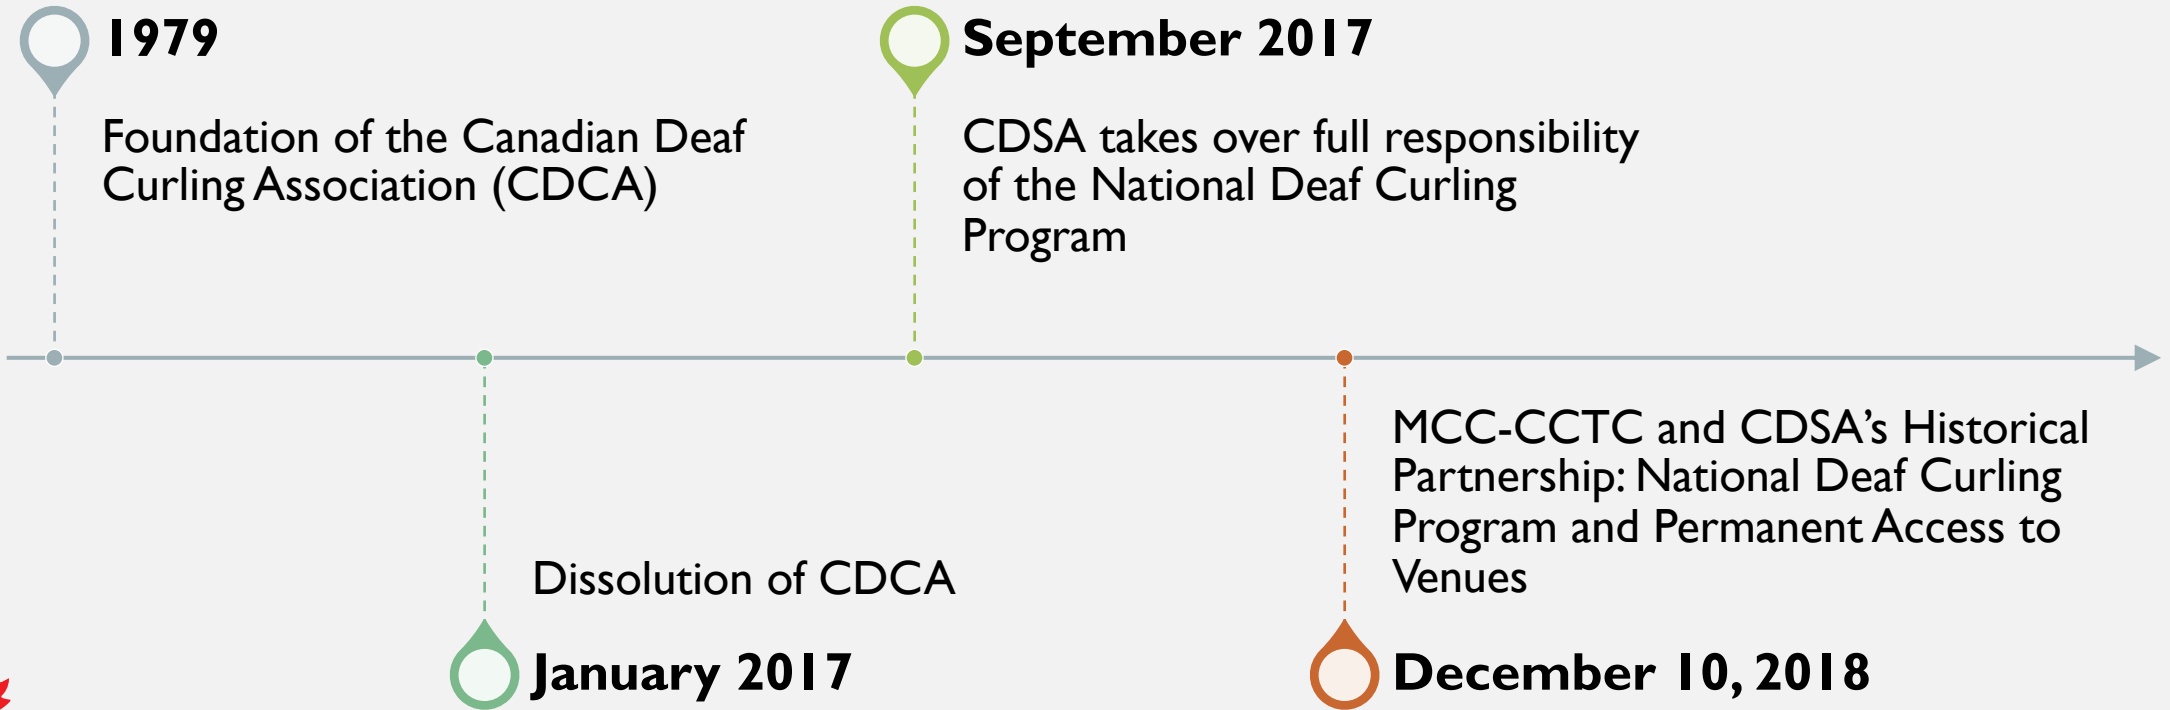 1979
Foundation of the Canadian Deaf
Curling Association (CDCA)
September 2017
CDSA takes over full responsibility
of the National Deaf Curling
Program
Dissolution of CDCA
January 2017
MCC-CCTC and CDSA’s Historical
Partnership: National Deaf Curling
Program and Permanent Access to
Venues
December 10, 2018